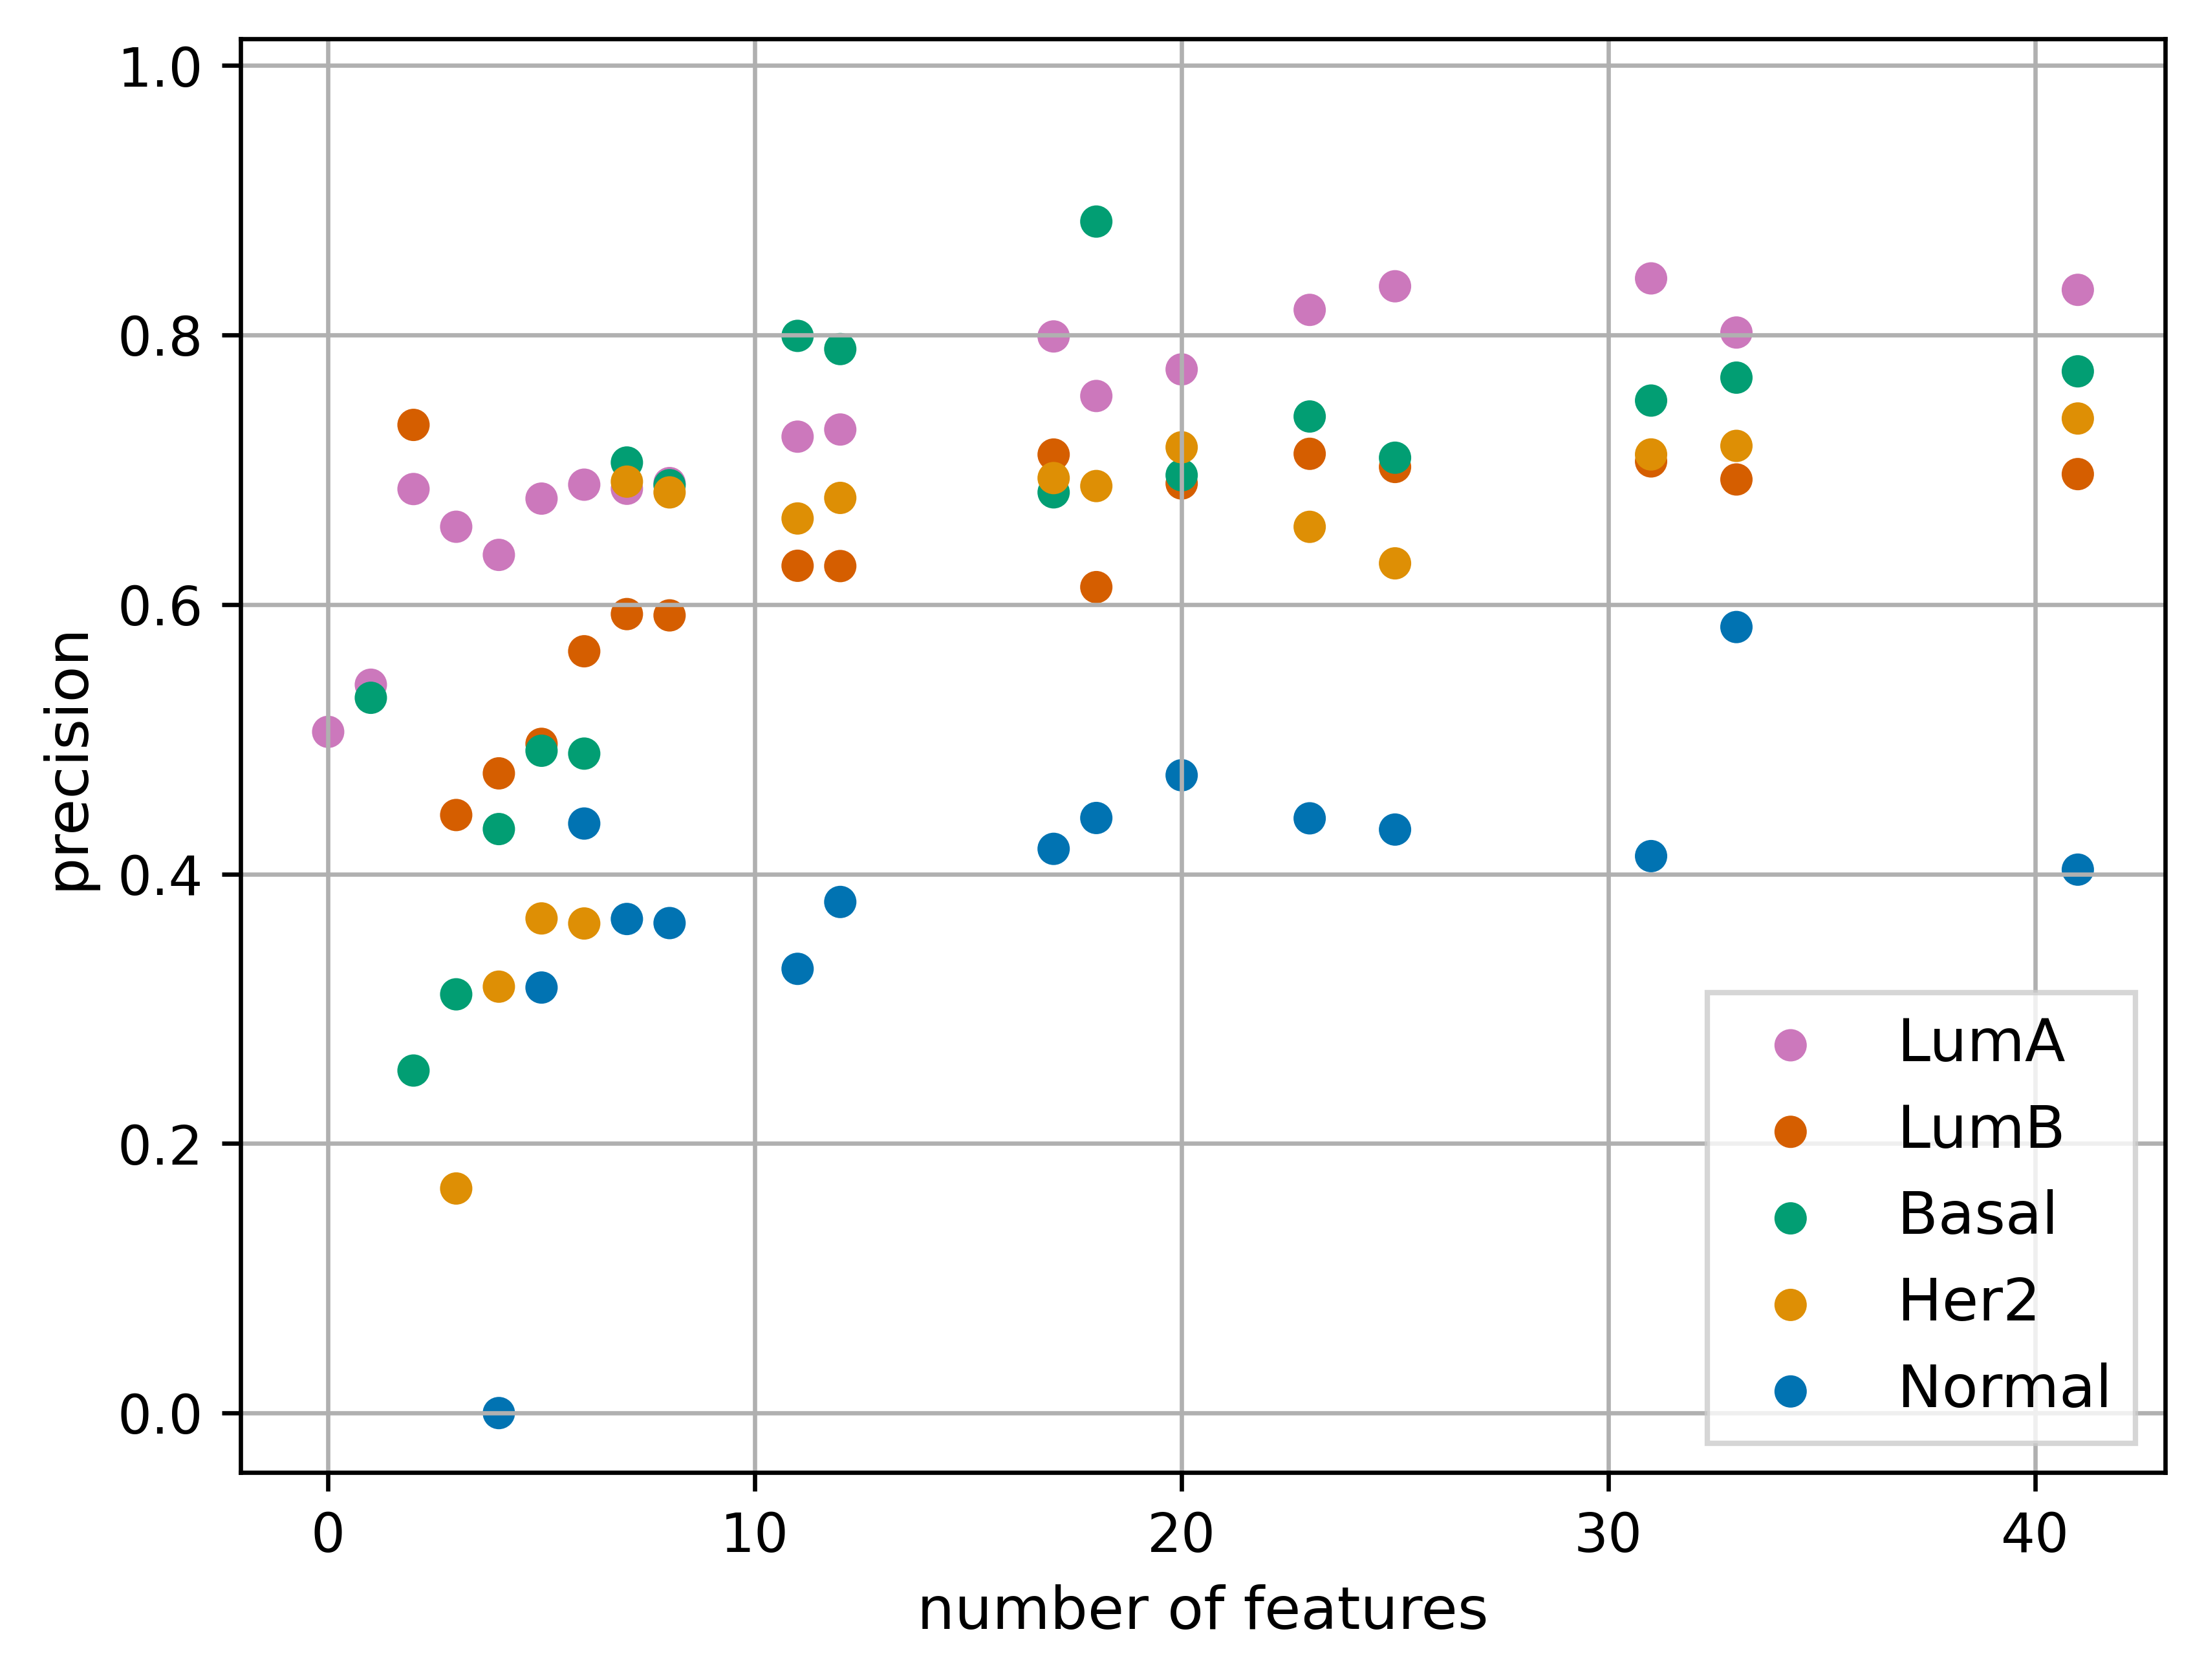 1.0
0.8
0.6
0.4
0.2
0.0
precision
0 10 20 30 40
number of features
LumA
LumB
Basal
Her2
Normal